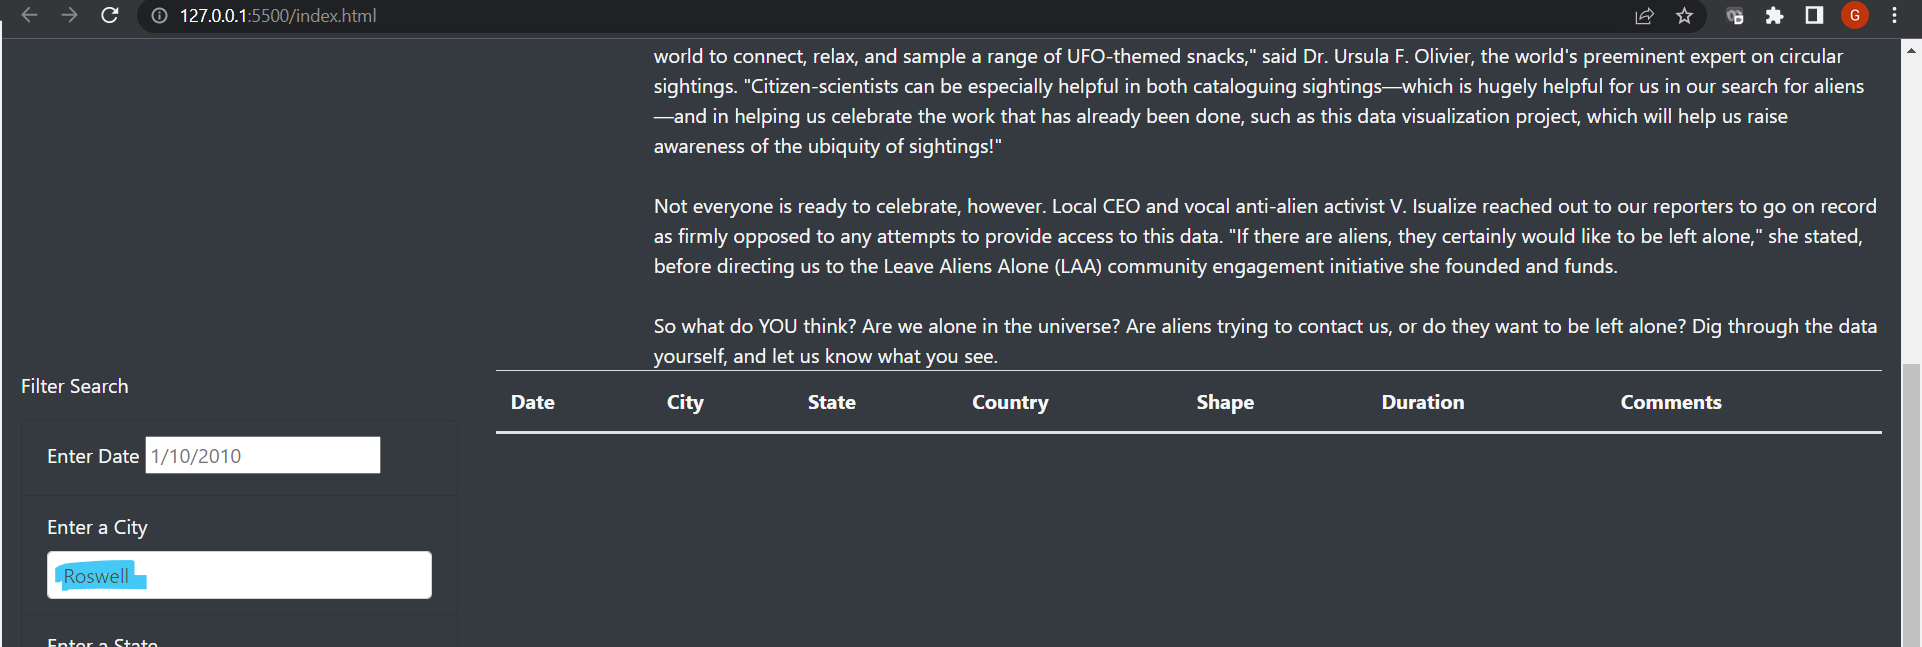 127.0.0.1:5500/index.html
G
world to connect, relax, and sample a range of UFO-themed snacks," said Dr. Ursula F. Olivier, the world's preeminent expert on circular
sightings. "Citizen-scientists can be especially helpful in both cataloguing sightings—which is hugely helpful for us in our search for aliens
—and in helping us celebrate the work that has already been done, such as this data visualization project, which will help us raise
awareness of the ubiquity of sightings!"
Not everyone is ready to celebrate, however. Local CEO and vocal anti-alien activist V. Isualize reached out to our reporters to go on record
as firmly opposed to any attempts to provide access to this data. "If there are aliens, they certainly would like to be left alone," she stated,
before directing us to the Leave Aliens Alone (LAA) community engagement initiative she founded and funds.
So what do YOU think? Are we alone in the universe? Are aliens trying to contact us, or do they want to be left alone? Dig through the data
yourself, and let us know what you see.
Filter Search
Date City State Country Shape Duration Comments
Enter Date 1/10/2010
Enter a City
Roswell
Enter a State